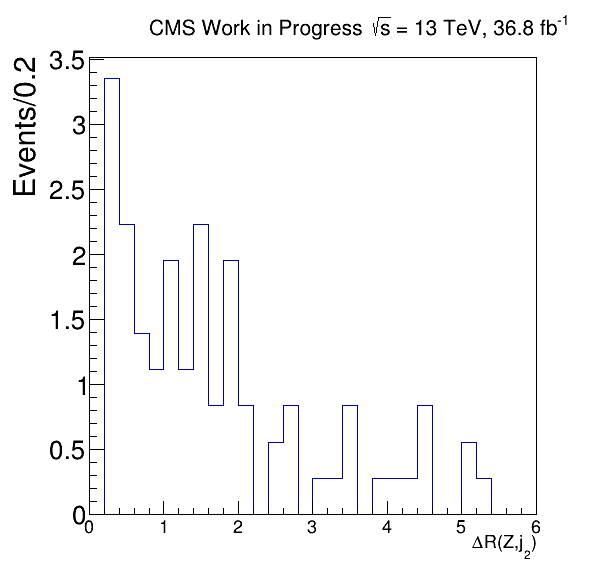 CMS Work in Progress √s = 13 TeV, 36.8 fb⁻¹
Events/0.2
3.5
3
2.5
2
1.5
1
0.5
0
0 1 2 3 4 5 6
ΔR(Z,j₂)